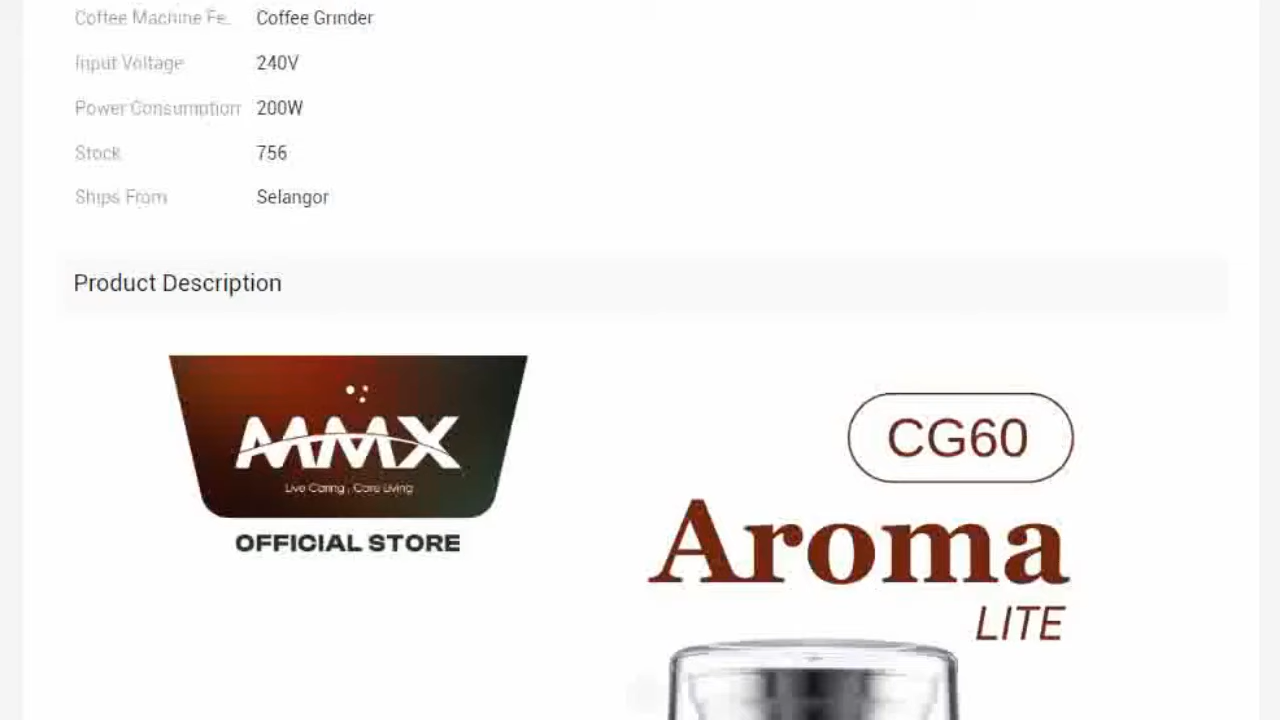 Coffee Machine Fe... Coffee Grinder
Input Voltage 240V
Power Consumption 200W
Stock 756
Ships From Selangor
Product Description
MMX
Live Caring , Care Living
OFFICIAL STORE
CG60
Aroma
LITE